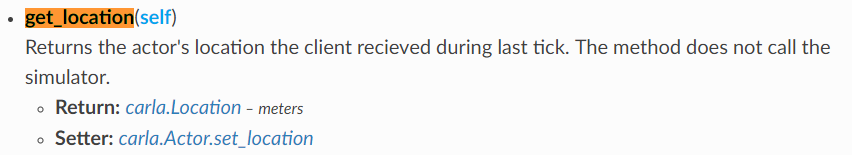 get_location(self)
Returns the actor's location the client recieved during last tick. The method does not call the
simulator.
Return: carla.Location – meters
Setter: carla.Actor.set_location